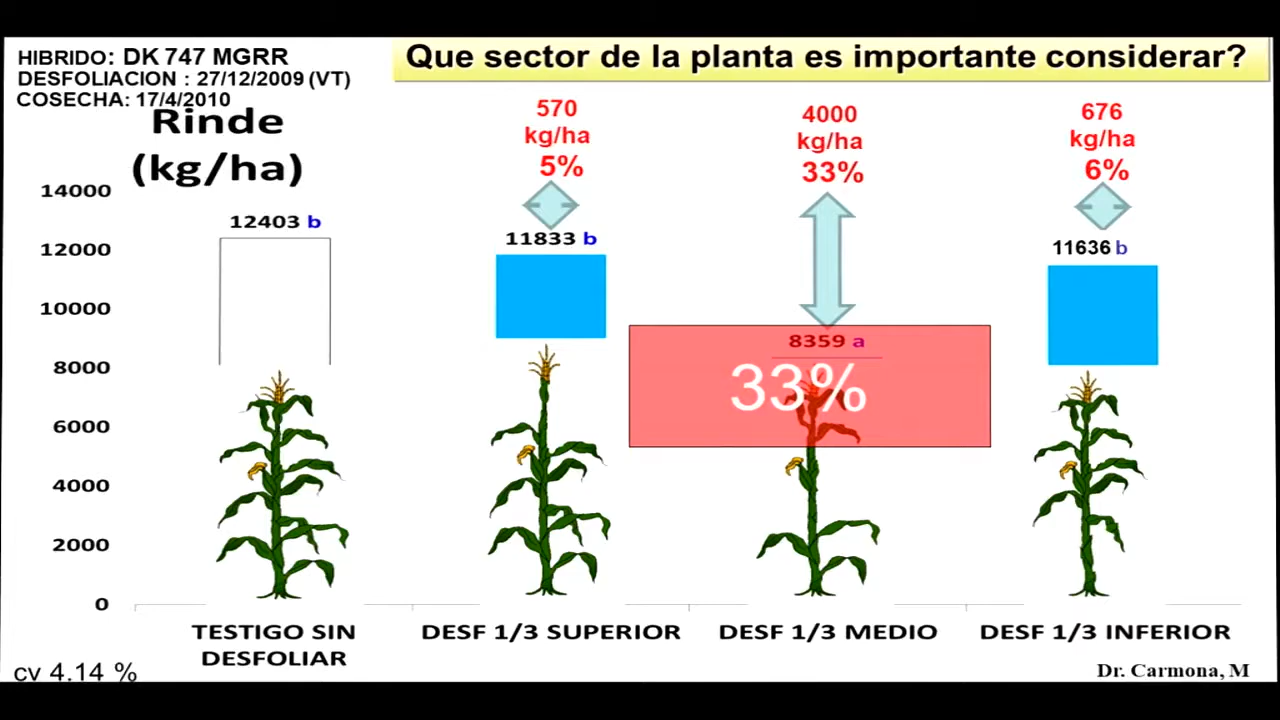 HIBRIDO: DK 747 MGRR
DESFOLIACION : 27/12/2009 (VT)
COSECHA: 17/4/2010
Que sector de la planta es importante considerar?
Rinde
(kg/ha)
570
kg/ha
5%
4000
kg/ha
33%
676
kg/ha
6%
14000
12000
10000
8000
6000
4000
2000
0
12403 b
11833 b
8359 a
33%
11636 b
TESTIGO SIN
DESFOLIAR
DESF 1/3 SUPERIOR
DESF 1/3 MEDIO
DESF 1/3 INFERIOR
cv 4.14 %
Dr. Carmona, M